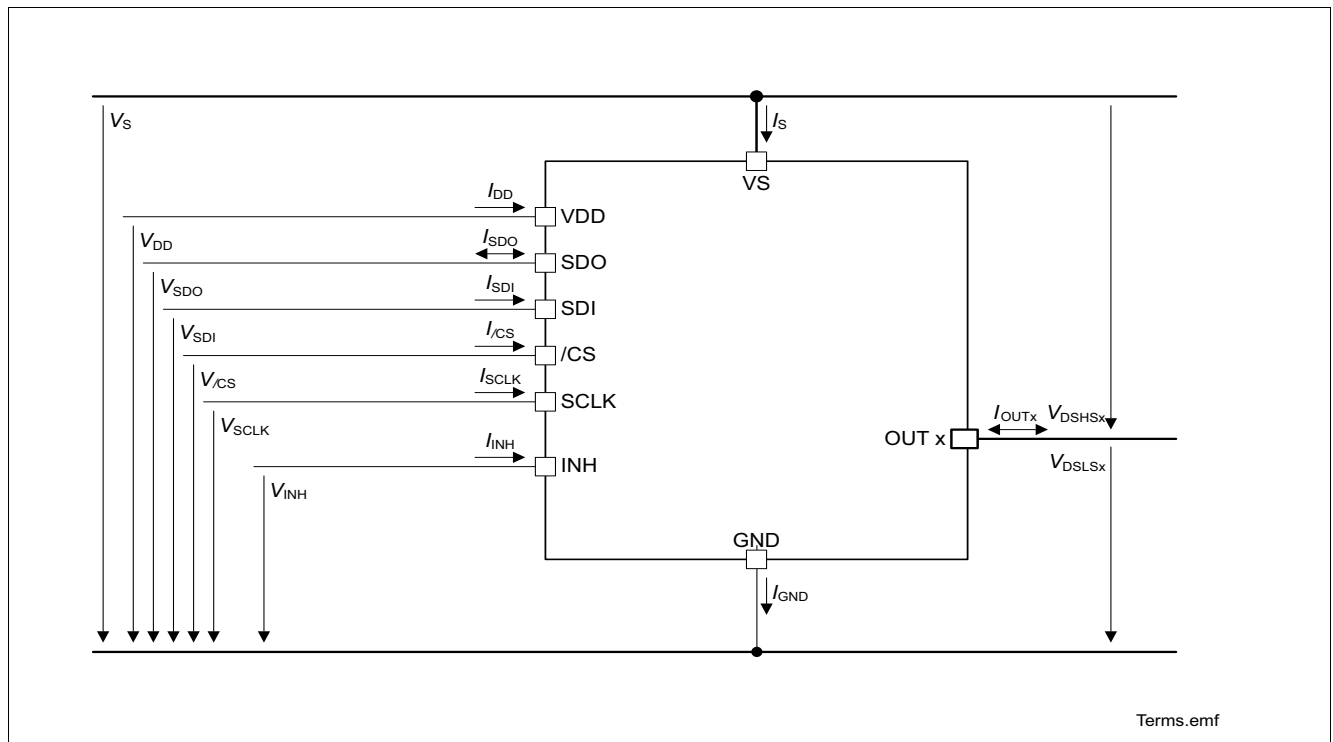 VS
IS
VS
IDD
VDD
VDD
ISDO
SDO
VSDO
ISDI
SDI
VSDI
I/CS
/CS
V/CS
ISCLK
SCLK
VSCLK
IOUTx
VDSHSx
OUT x
IINH
INH
VDSLSx
VINH
GND
IGND
Terms.emf